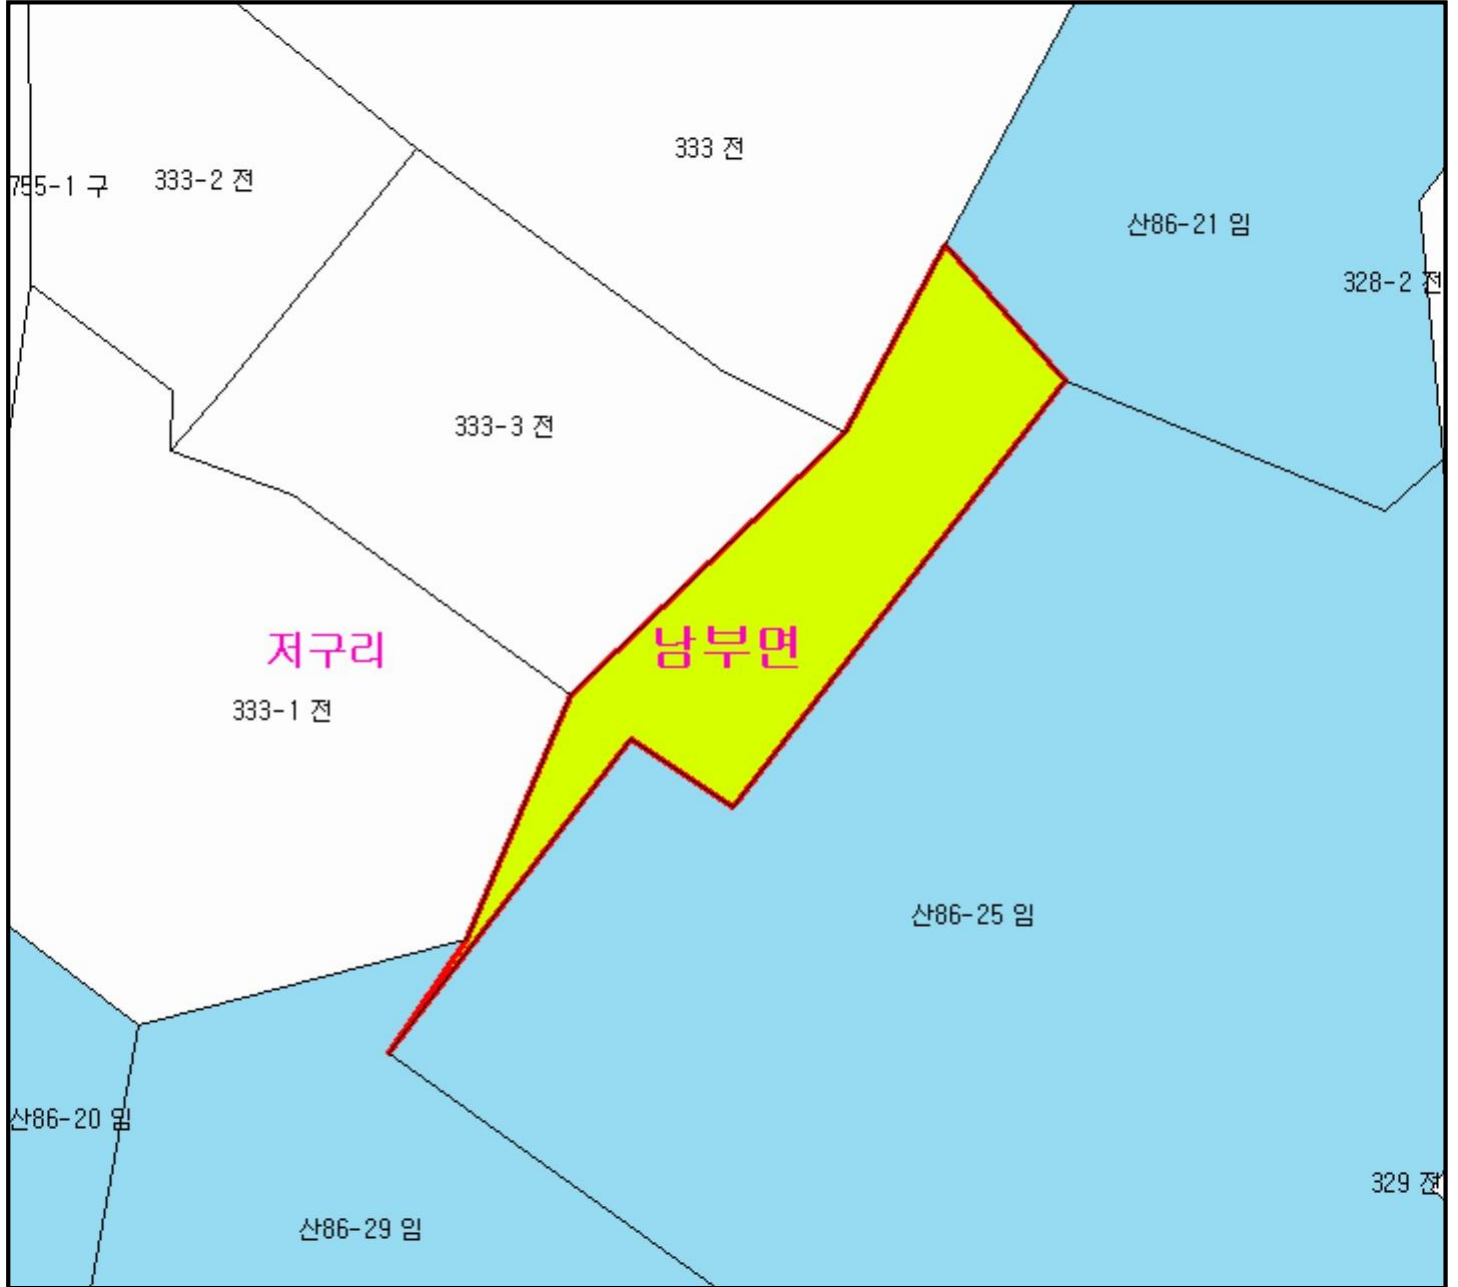 333 전
755-1 구
333-2 전
산86-21 임
328-2 전
333-3 전
저구리
남부면
333-1 전
산86-25 임
산86-20 임
329 전
산86-29 임